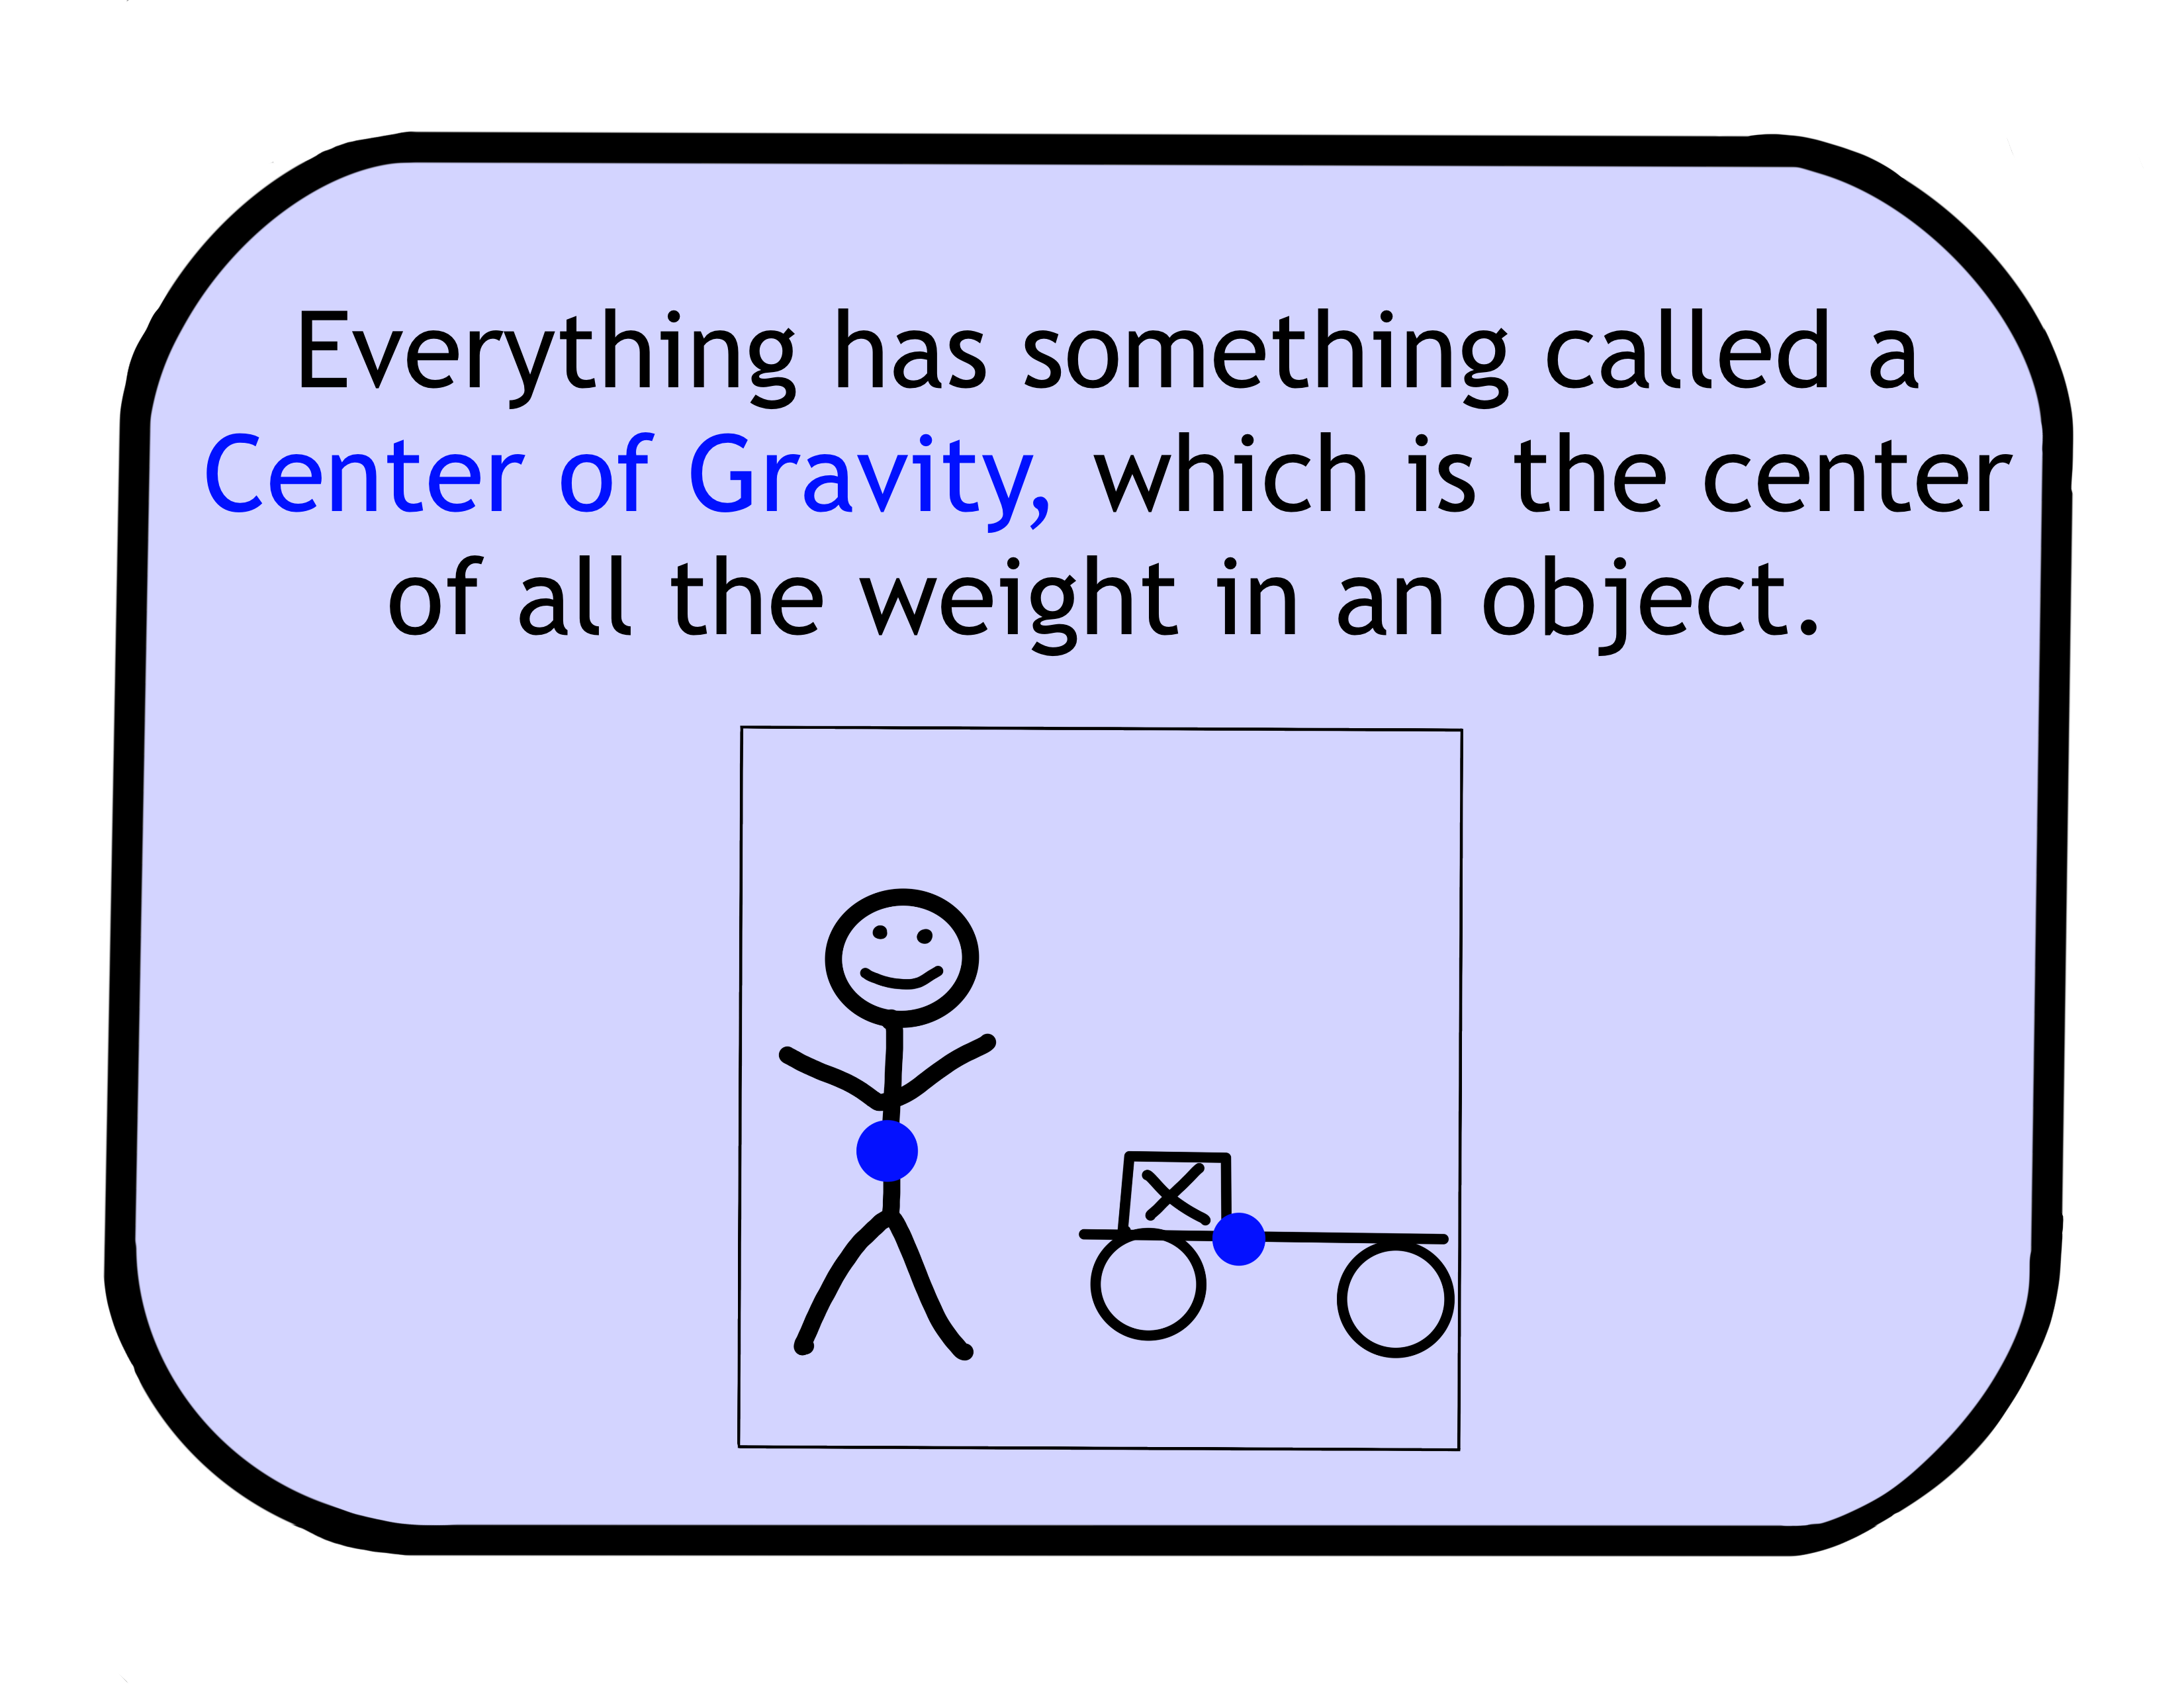 Everything has something called a
Center of Gravity, which is the center
of all the weight in an object.